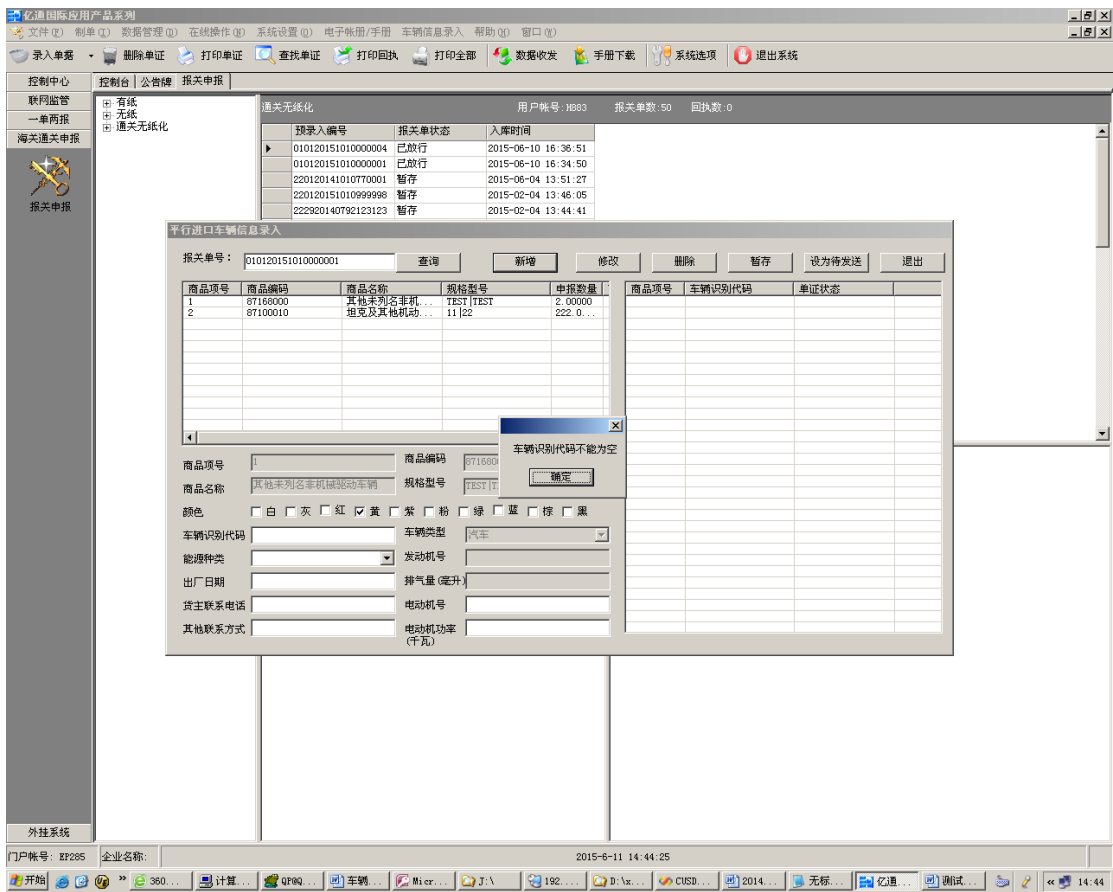 亿通国际应用产品系列
文件(F) 制单(I) 数据管理(D) 在线操作(M) 系统设置(O) 电子帐册/手册 车辆信息录入 帮助(H) 窗口(W)
录入单据 删除单证 打印单证 查找单证 打印回执 打印全部 数据收发 手册下载 系统选项 退出系统
控制中心 控制台 公告牌 报关申报
联网监管
一单两报
海关通关申报
报关申报
有纸
无纸
通关无纸化
通关无纸化 用户帐号:HB83 报关单数:50 回执数:0
预录入编号 报关单状态 入库时间
010120151010000004 已放行 2015-06-10 16:36:51
010120151010000001 已放行 2015-06-10 16:34:50
220120141010770001 暂存 2015-06-04 13:51:27
220120151010999998 暂存 2015-02-04 13:46:05
222920140792123123 暂存 2015-02-04 13:44:41
平行进口车辆信息录入
报关单号: 010120151010000001 查询 新增 修改 删除 暂存 设为待发送 退出
商品项号 商品编码 商品名称 规格型号 申报数量
1 87168000 其他未列名非机... TEST|TEST 2.00000
2 87100010 坦克及其他机动... 11|22 222.0...
商品项号 车辆识别代码 单证状态
车辆识别代码不能为空
确定
商品项号 1 商品编码 871680
商品名称 其他未列名非机械驱动车辆 规格型号 TEST|T
颜色 白 灰 红 黄 紫 粉 绿 蓝 棕 黑
车辆识别代码 车辆类型 汽车
能源种类 发动机号
出厂日期 排气量(毫升)
货主联系电话 电动机号
其他联系方式 电动机功率
(千瓦)
外挂系统
门户帐号: EP285 企业名称: 2015-6-11 14:44:25
开始 360... 计算... QP@Q... 车辆... Micr... J:\ 192.... D:\x... CUSD... 2014... 无标... 亿通... 测试... 14:44